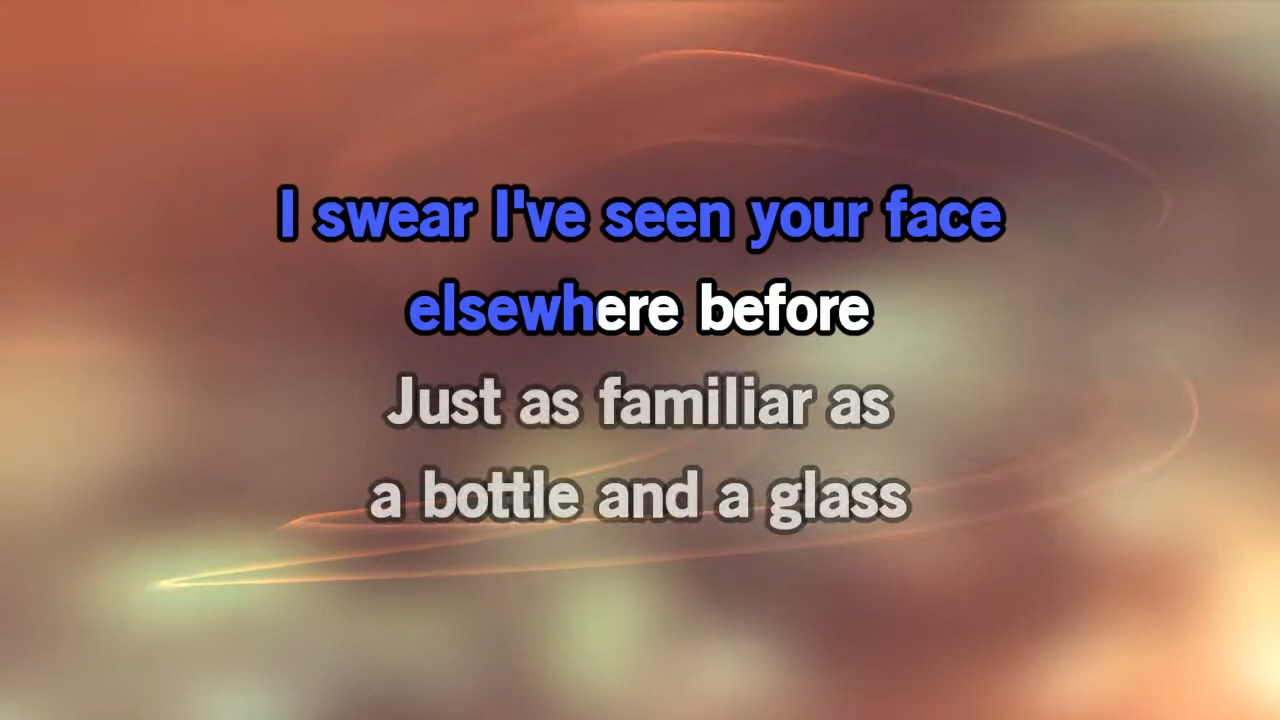 I swear I've seen your face
elsewhere before
Just as familiar as
a bottle and a glass